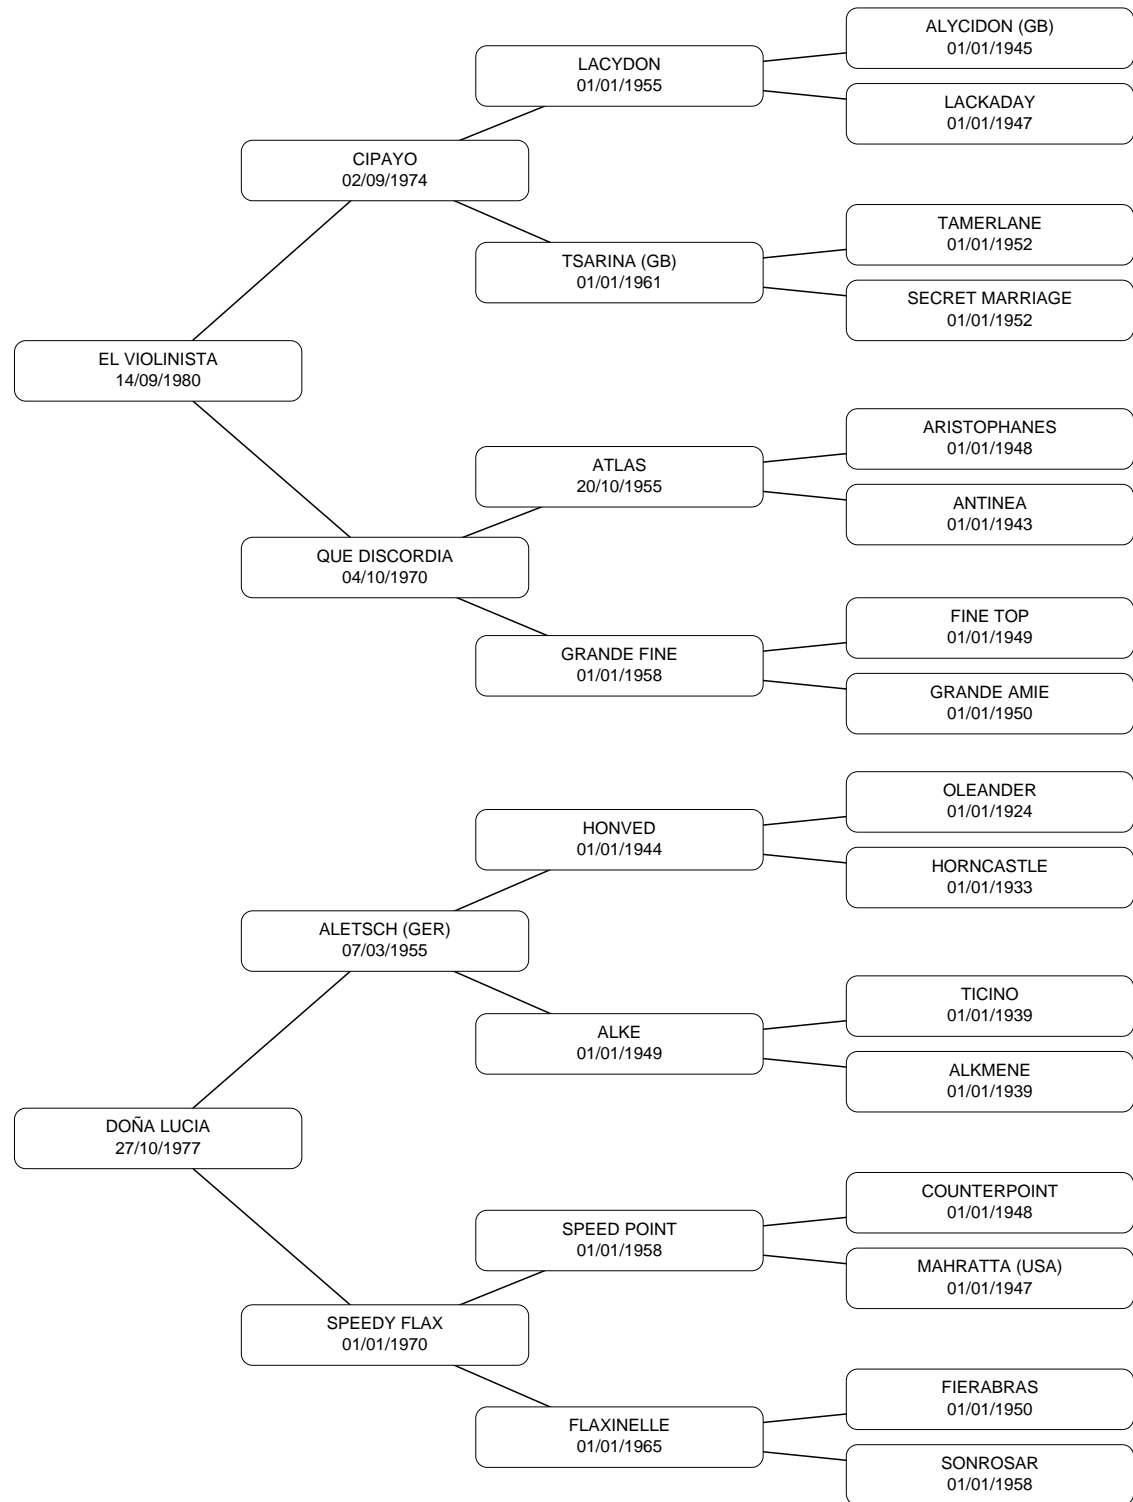 ALYCIDON (GB)
01/01/1945
LACYDON
01/01/1955
LACKADAY
01/01/1947
CIPAYO
02/09/1974
TAMERLANE
01/01/1952
TSARINA (GB)
01/01/1961
SECRET MARRIAGE
01/01/1952
EL VIOLINISTA
14/09/1980
ARISTOPHANES
01/01/1948
ATLAS
20/10/1955
ANTINEA
01/01/1943
QUE DISCORDIA
04/10/1970
FINE TOP
01/01/1949
GRANDE FINE
01/01/1958
GRANDE AMIE
01/01/1950
OLEANDER
01/01/1924
HONVED
01/01/1944
HORNCASTLE
01/01/1933
ALETSCH (GER)
07/03/1955
TICINO
01/01/1939
ALKE
01/01/1949
ALKMENE
01/01/1939
DOÑA LUCIA
27/10/1977
COUNTERPOINT
01/01/1948
SPEED POINT
01/01/1958
MAHRATTA (USA)
01/01/1947
SPEEDY FLAX
01/01/1970
FIERABRAS
01/01/1950
FLAXINELLE
01/01/1965
SONROSAR
01/01/1958